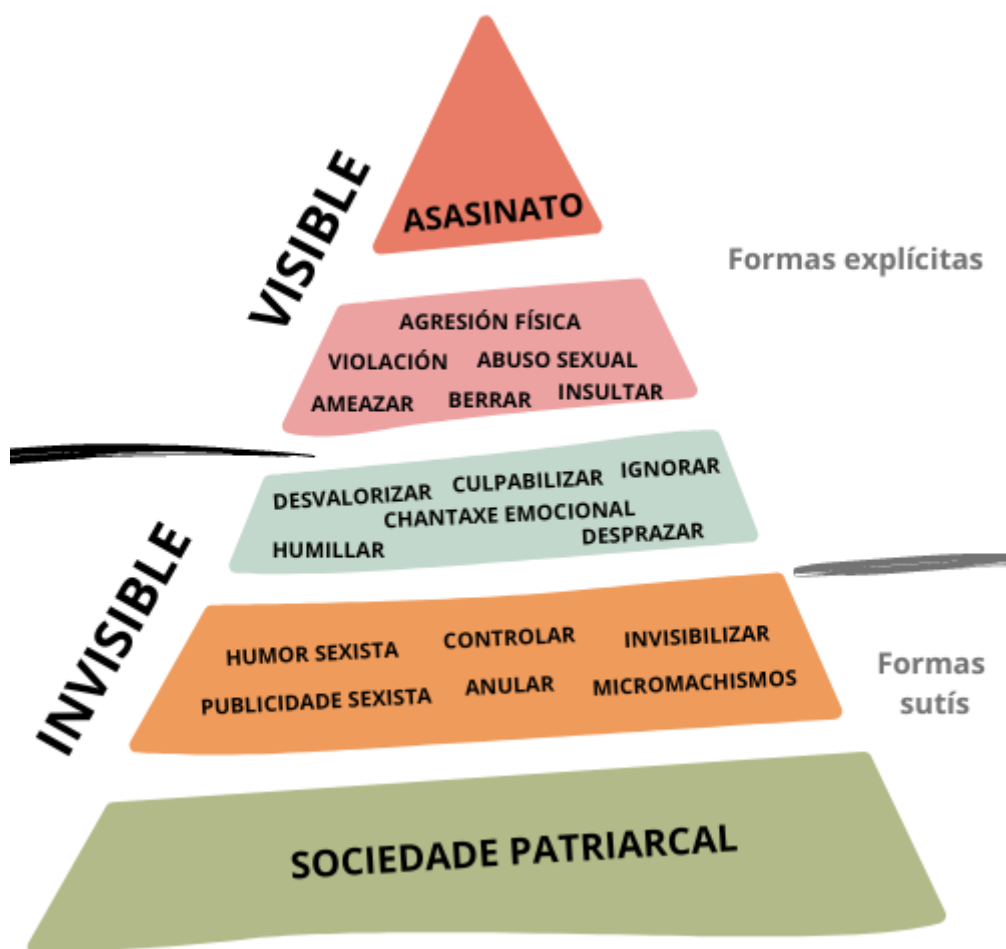 VISIBLE
ASASINATO
Formas explícitas
AGRESIÓN FÍSICA
VIOLACIÓN ABUSO SEXUAL
AMEAZAR BERRAR INSULTAR
INVISIBLE
DESVALORIZAR CULPABILIZAR IGNORAR
CHANTAXE EMOCIONAL
HUMILLAR DESPRAZAR
HUMOR SEXISTA CONTROLAR INVISIBILIZAR
PUBLICIDADE SEXISTA ANULAR MICROMACHISMOS
Formas
sutís
SOCIEDADE PATRIARCAL